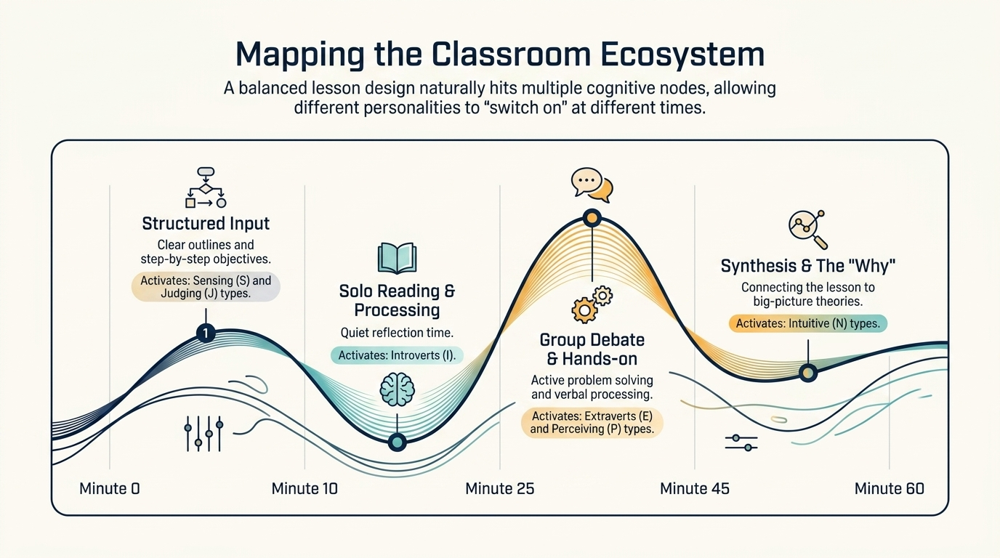 Mapping the Classroom Ecosystem
A balanced lesson design naturally hits multiple cognitive nodes, allowing
different personalities to “switch on” at different times.
Structured Input
Clear outlines and
step-by-step objectives.
Activates: Sensing (S) and
Judging (J) types.
1
Solo Reading &
Processing
Quiet reflection time.
Activates: Introverts (I).
Group Debate
& Hands-on
Active problem solving
and verbal processing.
Activates: Extraverts (E)
and Perceiving (P) types.
Synthesis & The "Why"
Connecting the lesson to
big-picture theories.
Activates: Intuitive (N) types.
Minute 0
Minute 10
Minute 25
Minute 45
Minute 60